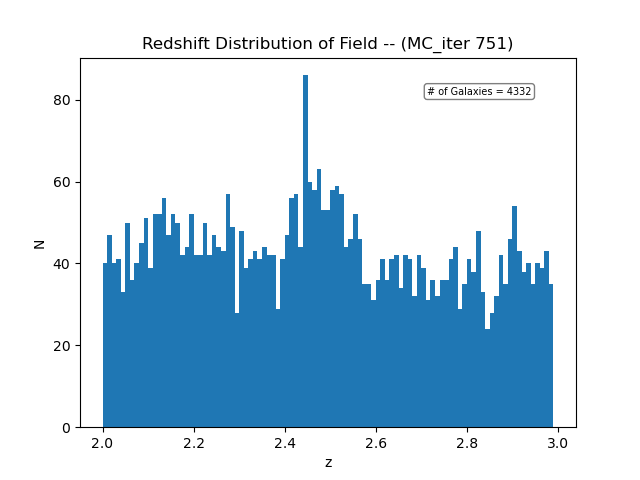 Redshift Distribution of Field -- (MC_iter 751)
# of Galaxies = 4332
N
80
60
40
20
0
2.0 2.2 2.4 2.6 2.8 3.0
z